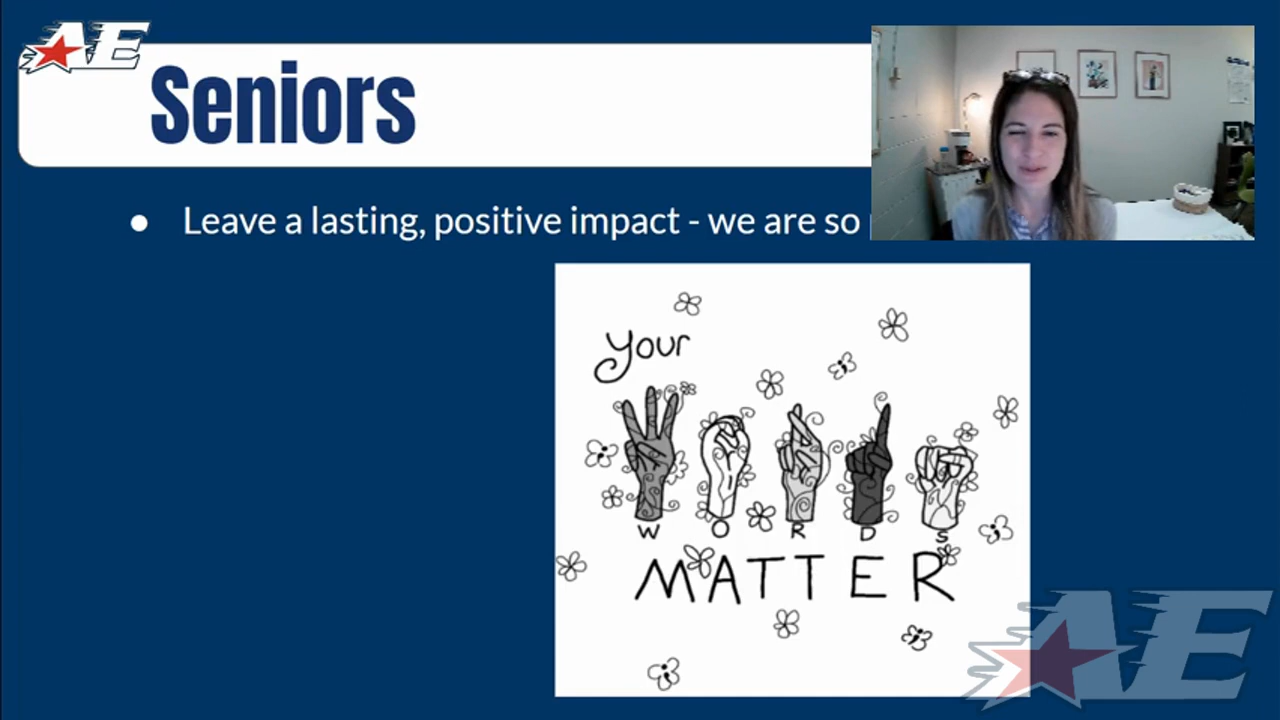 AE
Seniors
● Leave a lasting, positive impact - we are so
your
W O R D S
MATTER
AE